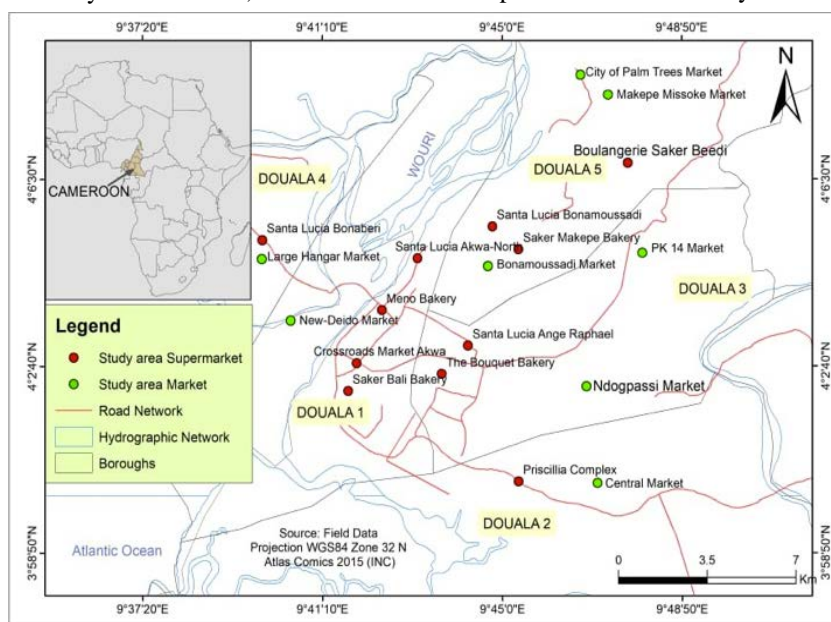 9°37'20"E 9°41'10"E 9°45'0"E 9°48'50"E
N
City of Palm Trees Market
Makepe Missoke Market
WOURI
Boulangerie Saker Beedi
4°6'30"N 4°6'30"N
DOUALA 4
DOUALA 5
CAMEROON
Santa Lucia Bonaberi
Santa Lucia Bonamoussadi
Saker Makepe Bakery
PK 14 Market
Large Hangar Market
Santa Lucia Akwa-North
Bonamoussadi Market
DOUALA 3
Meno Bakery
New-Deido Market
Santa Lucia Ange Raphael
Crossroads Market Akwa
The Bouquet Bakery
4°2'40"N 4°2'40"N
Saker Bali Bakery
Ndogpassi Market
DOUALA 1
Legend
Study area Supermarket
Study area Market
Road Network
Hydrographic Network
Boroughs
Priscillia Complex
Central Market
DOUALA 2
Source: Field Data
Projection WGS84 Zone 32 N
Atlas Comics 2015 (INC)
Atlantic Ocean
3°58'50"N 3°58'50"N
0 3.5 7
Km
9°37'20"E 9°41'10"E 9°45'0"E 9°48'50"E